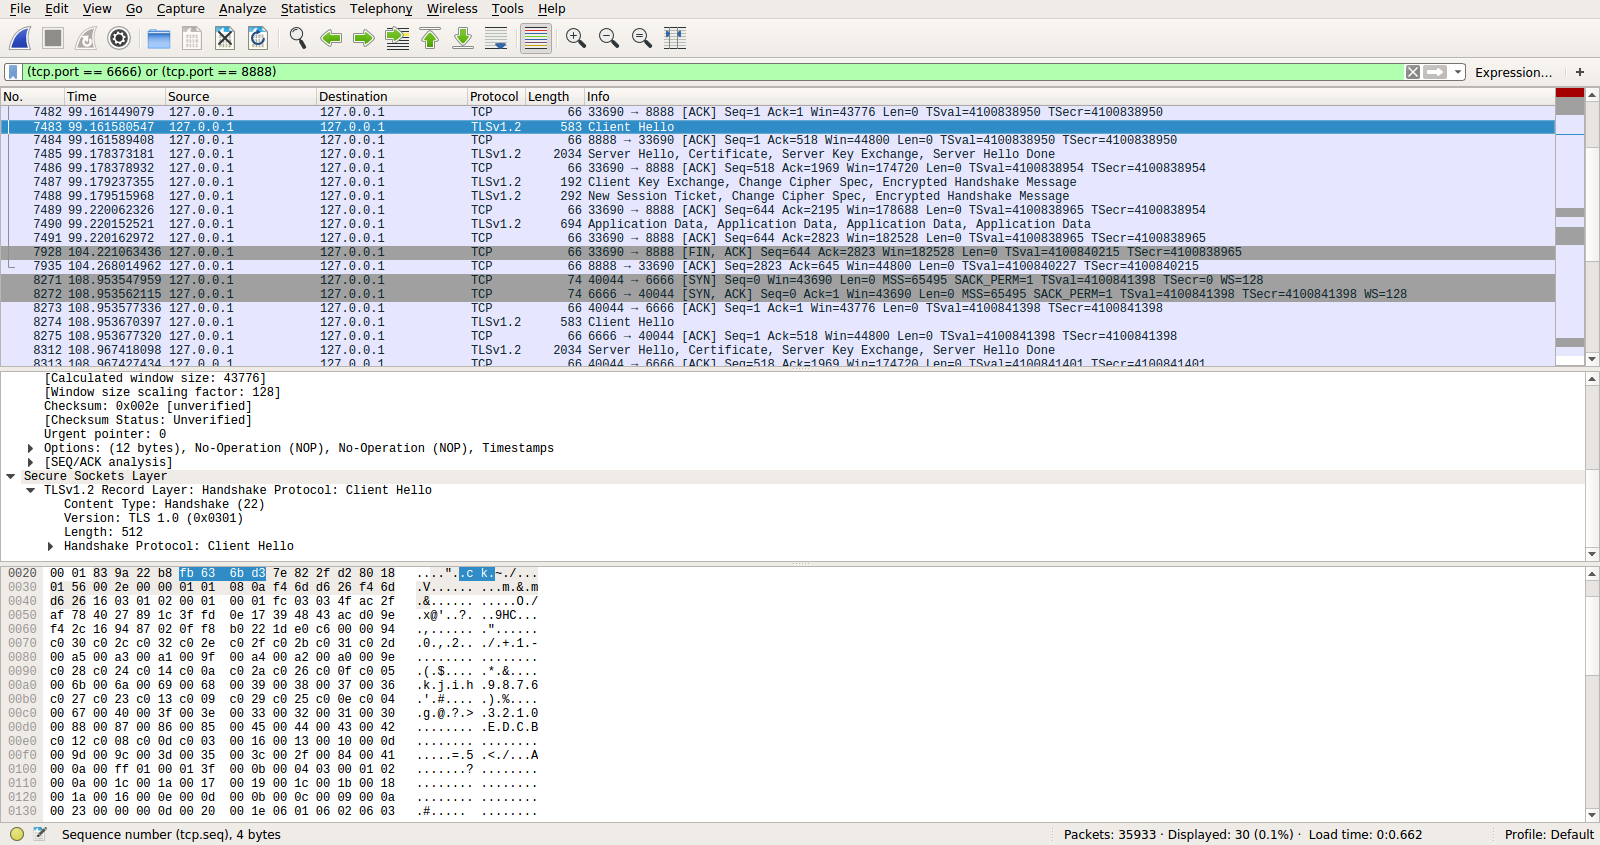 File Edit View Go Capture Analyze Statistics Telephony Wireless Tools Help
(tcp.port == 6666) or (tcp.port == 8888)
Expression... +
No. Time Source Destination Protocol Length Info
7482 99.161449079 127.0.0.1 127.0.0.1 TCP 66 33690 → 8888 [ACK] Seq=1 Ack=1 Win=43776 Len=0 TSval=4100838950 TSecr=4100838950
7483 99.161580547 127.0.0.1 127.0.0.1 TLSv1.2 583 Client Hello
7484 99.161589408 127.0.0.1 127.0.0.1 TCP 66 8888 → 33690 [ACK] Seq=1 Ack=518 Win=44800 Len=0 TSval=4100838950 TSecr=4100838950
7485 99.178373181 127.0.0.1 127.0.0.1 TLSv1.2 2034 Server Hello, Certificate, Server Key Exchange, Server Hello Done
7486 99.178378932 127.0.0.1 127.0.0.1 TCP 66 33690 → 8888 [ACK] Seq=518 Ack=1969 Win=174720 Len=0 TSval=4100838954 TSecr=4100838954
7487 99.179237355 127.0.0.1 127.0.0.1 TLSv1.2 192 Client Key Exchange, Change Cipher Spec, Encrypted Handshake Message
7488 99.179515968 127.0.0.1 127.0.0.1 TLSv1.2 292 New Session Ticket, Change Cipher Spec, Encrypted Handshake Message
7489 99.220062326 127.0.0.1 127.0.0.1 TCP 66 33690 → 8888 [ACK] Seq=644 Ack=2195 Win=178688 Len=0 TSval=4100838965 TSecr=4100838954
7490 99.220152521 127.0.0.1 127.0.0.1 TLSv1.2 694 Application Data, Application Data, Application Data, Application Data
7491 99.220162972 127.0.0.1 127.0.0.1 TCP 66 33690 → 8888 [ACK] Seq=644 Ack=2823 Win=182528 Len=0 TSval=4100838965 TSecr=4100838965
7928 104.221063436 127.0.0.1 127.0.0.1 TCP 66 33690 → 8888 [FIN, ACK] Seq=644 Ack=2823 Win=182528 Len=0 TSval=4100840215 TSecr=4100838965
7935 104.268014962 127.0.0.1 127.0.0.1 TCP 66 8888 → 33690 [ACK] Seq=2823 Ack=645 Win=44800 Len=0 TSval=4100840227 TSecr=4100840215
8271 108.953547959 127.0.0.1 127.0.0.1 TCP 74 40044 → 6666 [SYN] Seq=0 Win=43690 Len=0 MSS=65495 SACK_PERM=1 TSval=4100841398 TSecr=0 WS=128
8272 108.953562115 127.0.0.1 127.0.0.1 TCP 74 6666 → 40044 [SYN, ACK] Seq=0 Ack=1 Win=43690 Len=0 MSS=65495 SACK_PERM=1 TSval=4100841398 TSecr=4100841398 WS=128
8273 108.953577336 127.0.0.1 127.0.0.1 TCP 66 40044 → 6666 [ACK] Seq=1 Ack=1 Win=43776 Len=0 TSval=4100841398 TSecr=4100841398
8274 108.953670397 127.0.0.1 127.0.0.1 TLSv1.2 583 Client Hello
8275 108.953677320 127.0.0.1 127.0.0.1 TCP 66 6666 → 40044 [ACK] Seq=1 Ack=518 Win=44800 Len=0 TSval=4100841398 TSecr=4100841398
8312 108.967418098 127.0.0.1 127.0.0.1 TLSv1.2 2034 Server Hello, Certificate, Server Key Exchange, Server Hello Done
8313 108.967427434 127.0.0.1 127.0.0.1 TCP 66 40044 → 6666 [ACK] Seq=518 Ack=1969 Win=174720 Len=0 TSval=4100841401 TSecr=4100841401
[Calculated window size: 43776]
[Window size scaling factor: 128]
Checksum: 0x002e [unverified]
[Checksum Status: Unverified]
Urgent pointer: 0
Options: (12 bytes), No-Operation (NOP), No-Operation (NOP), Timestamps
[SEQ/ACK analysis]
Secure Sockets Layer
TLSv1.2 Record Layer: Handshake Protocol: Client Hello
Content Type: Handshake (22)
Version: TLS 1.0 (0x0301)
Length: 512
Handshake Protocol: Client Hello
0020 00 01 83 9a 22 b8 fb 63 6b d3 7e 82 2f d2 80 18 ....".‌.c k.~./...
0030 01 56 00 2e 00 00 01 01 08 0a f4 6d d6 26 f4 6d .V...... ...m.&.m
0040 d6 26 16 03 01 02 00 01 00 01 fc 03 03 4f ac 2f .&...... .....O./
0050 af 78 40 27 89 1c 3f fd 0e 17 39 48 43 ac d0 9e .x@'..?. ..9HC...
0060 f4 2c 16 94 87 02 0f f8 b0 22 1d e0 c6 00 00 94 .,...... ."......
0070 c0 30 c0 2c c0 32 c0 2e c0 2f c0 2b c0 31 c0 2d .0.,.2.. ./.+.1.-
0080 00 a5 00 a3 00 a1 00 9f 00 a4 00 a2 00 a0 00 9e ........ ........
0090 c0 28 c0 24 c0 14 c0 0a c0 2a c0 26 c0 0f c0 05 .(.$.... .*.&....
00a0 00 6b 00 6a 00 69 00 68 00 39 00 38 00 37 00 36 .k.j.i.h .9.8.7.6
00b0 c0 27 c0 23 c0 13 c0 09 c0 29 c0 25 c0 0e c0 04 .'.#.... .).%....
00c0 00 67 00 40 00 3f 00 3e 00 33 00 32 00 31 00 30 .g.@.?.> .3.2.1.0
00d0 00 88 00 87 00 86 00 85 00 45 00 44 00 43 00 42 ........ .E.D.C.B
00e0 c0 12 c0 08 c0 0d c0 03 00 16 00 13 00 10 00 0d ........ ........
00f0 00 9d 00 9c 00 3d 00 35 00 3c 00 2f 00 84 00 41 .....=.5 .<./...A
0100 00 0a 00 ff 01 00 01 3f 00 0b 00 04 03 00 01 02 .......? ........
0110 00 0a 00 1c 00 1a 00 17 00 19 00 1c 00 1b 00 18 ........ ........
0120 00 1a 00 16 00 0e 00 0d 00 0b 00 0c 00 09 00 0a ........ ........
0130 00 23 00 00 00 0d 00 20 00 1e 06 01 06 02 06 03 .#..... ........
Sequence number (tcp.seq), 4 bytes
Packets: 35933 · Displayed: 30 (0.1%) · Load time: 0:0.662
Profile: Default